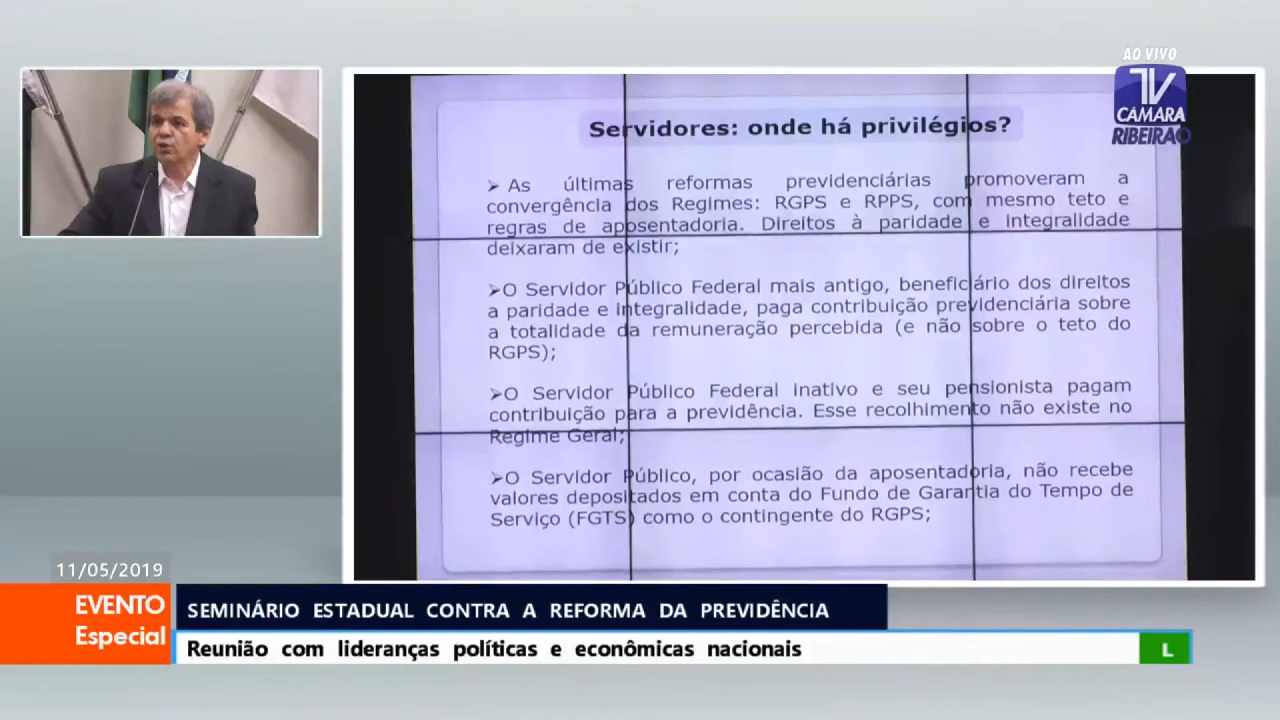 AO VIVO
TV
CÂMARA
RIBEIRÃO
Servidores: onde há privilégios?
➢ As últimas reformas previdenciárias promoveram a
convergência dos Regimes: RGPS e RPPS, com mesmo teto e
regras de aposentadoria. Direitos à paridade e integralidade
deixaram de existir;
➢O Servidor Público Federal mais antigo, beneficiário dos direitos
a paridade e integralidade, paga contribuição previdenciária sobre
a totalidade da remuneração percebida (e não sobre o teto do
RGPS);
➢O Servidor Público Federal inativo e seu pensionista pagam
contribuição para a previdência. Esse recolhimento não existe no
Regime Geral;
➢O Servidor Público, por ocasião da aposentadoria, não recebe
valores depositados em conta do Fundo de Garantia do Tempo de
Serviço (FGTS) como o contingente do RGPS;
11/05/2019
EVENTO
Especial
SEMINÁRIO ESTADUAL CONTRA A REFORMA DA PREVIDÊNCIA
Reunião com lideranças políticas e econômicas nacionais
L